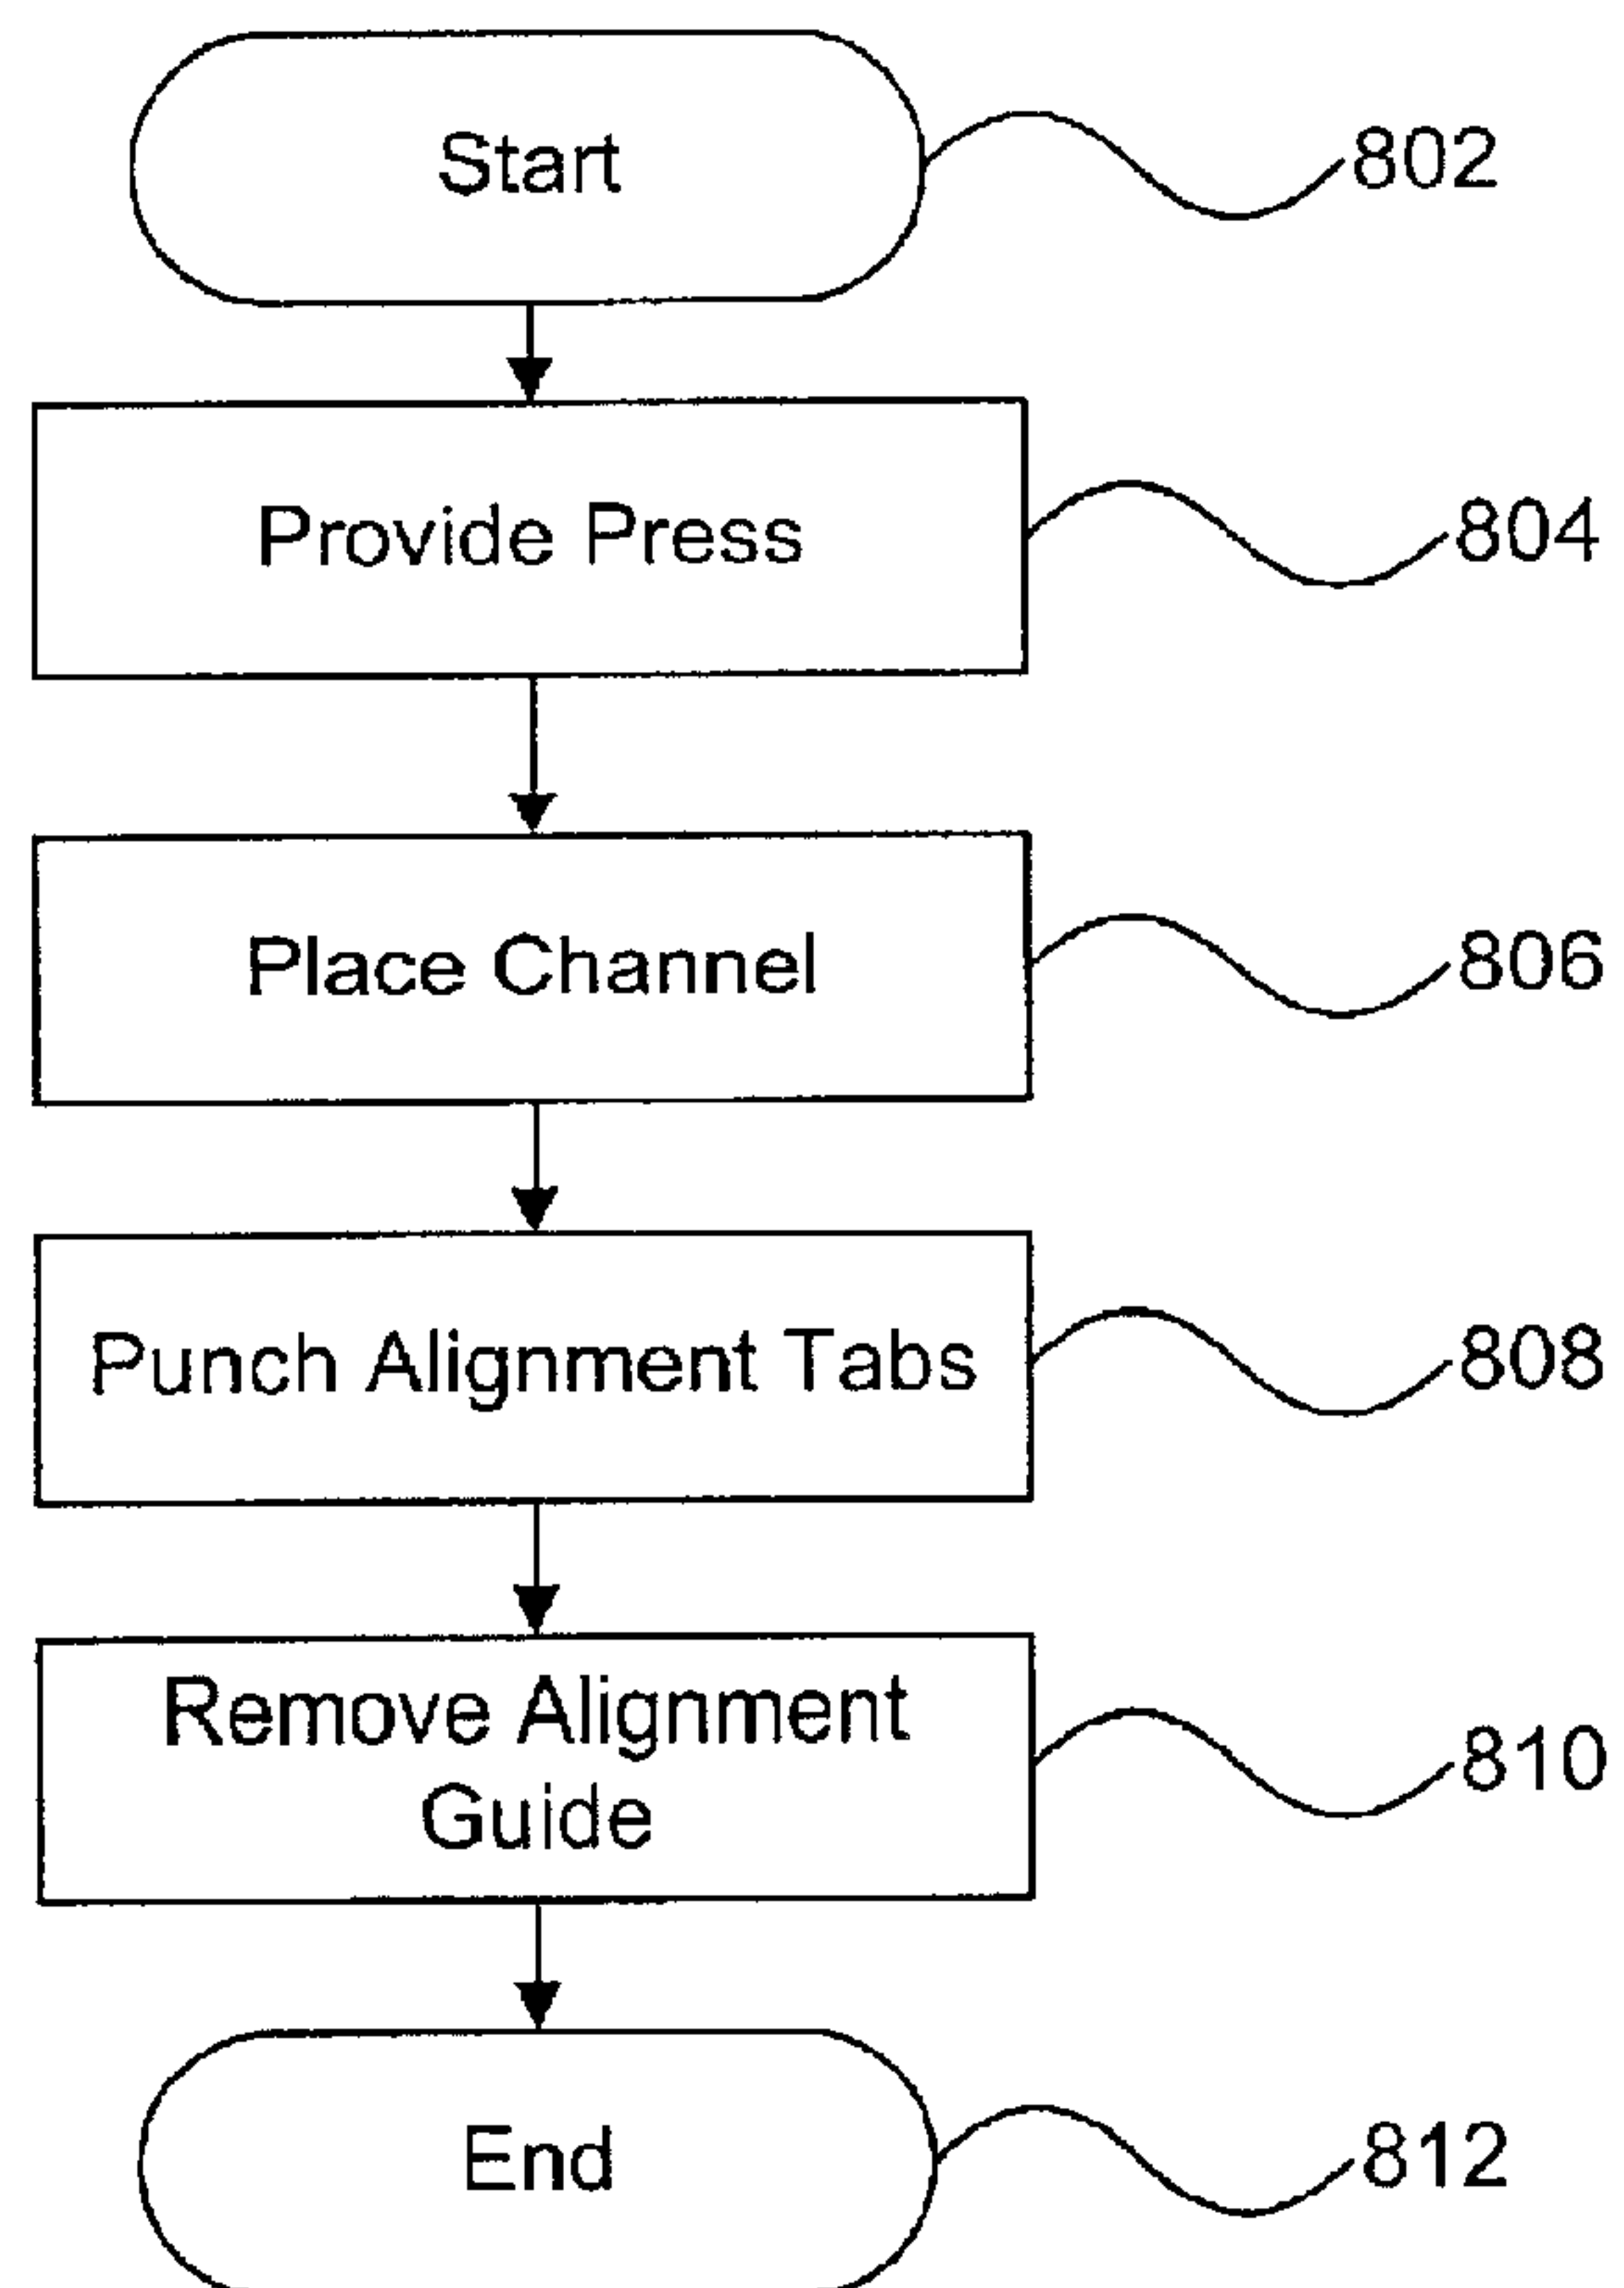 Start
802
Provide Press
804
Place Channel
806
Punch Alignment Tabs
808
Remove Alignment
Guide
810
End
812